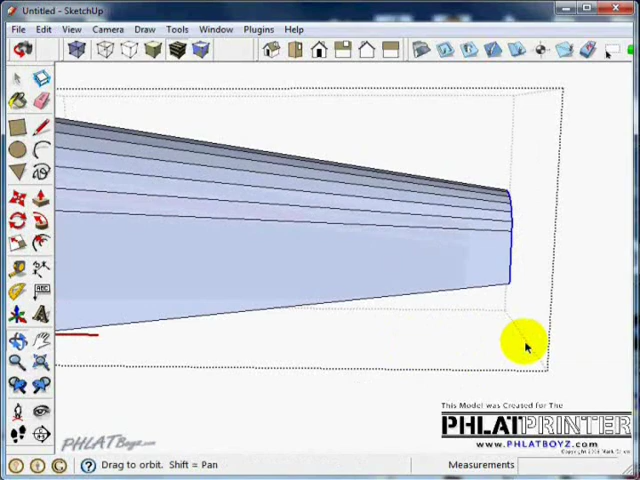 Untitled - SketchUp
File Edit View Camera Draw Tools Window Plugins Help
ABC
This Model was Created for The
PHLATPRINTER
www.PHLATBOYZ.com
PHLATBoyz.com
Drag to orbit. Shift = Pan
Measurements